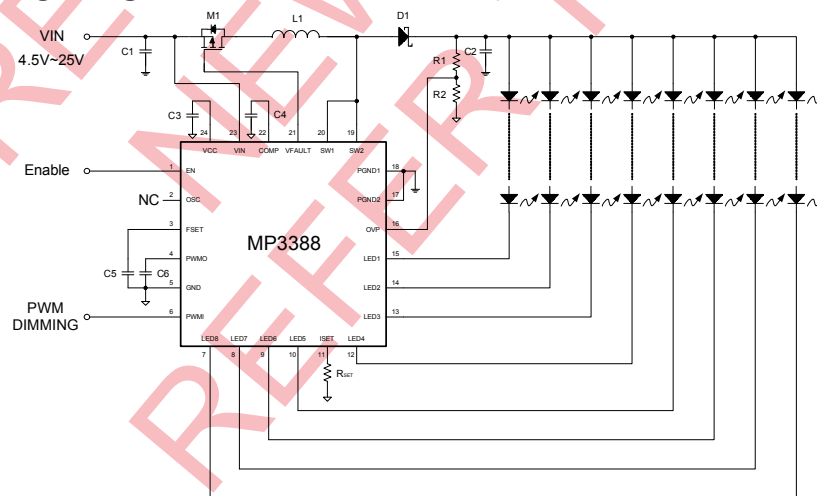 M1
L1
D1
VIN
4.5V~25V
C1
R1
C2
R2
C3
C4
24
23
22
21
20
19
VCC
VIN
COMP
VFAULT
SW1
SW2
Enable
1
EN
PGND1
18
NC
2
OSC
PGND2
17
3
FSET
OVP
16
MP3388
4
PWMO
LED1
15
C5
C6
5
GND
LED2
14
PWM
DIMMING
6
PWMI
LED3
13
LED8
LED7
LED6
LED5
ISET
LED4
7
8
9
10
11
12
RSET
REFER T